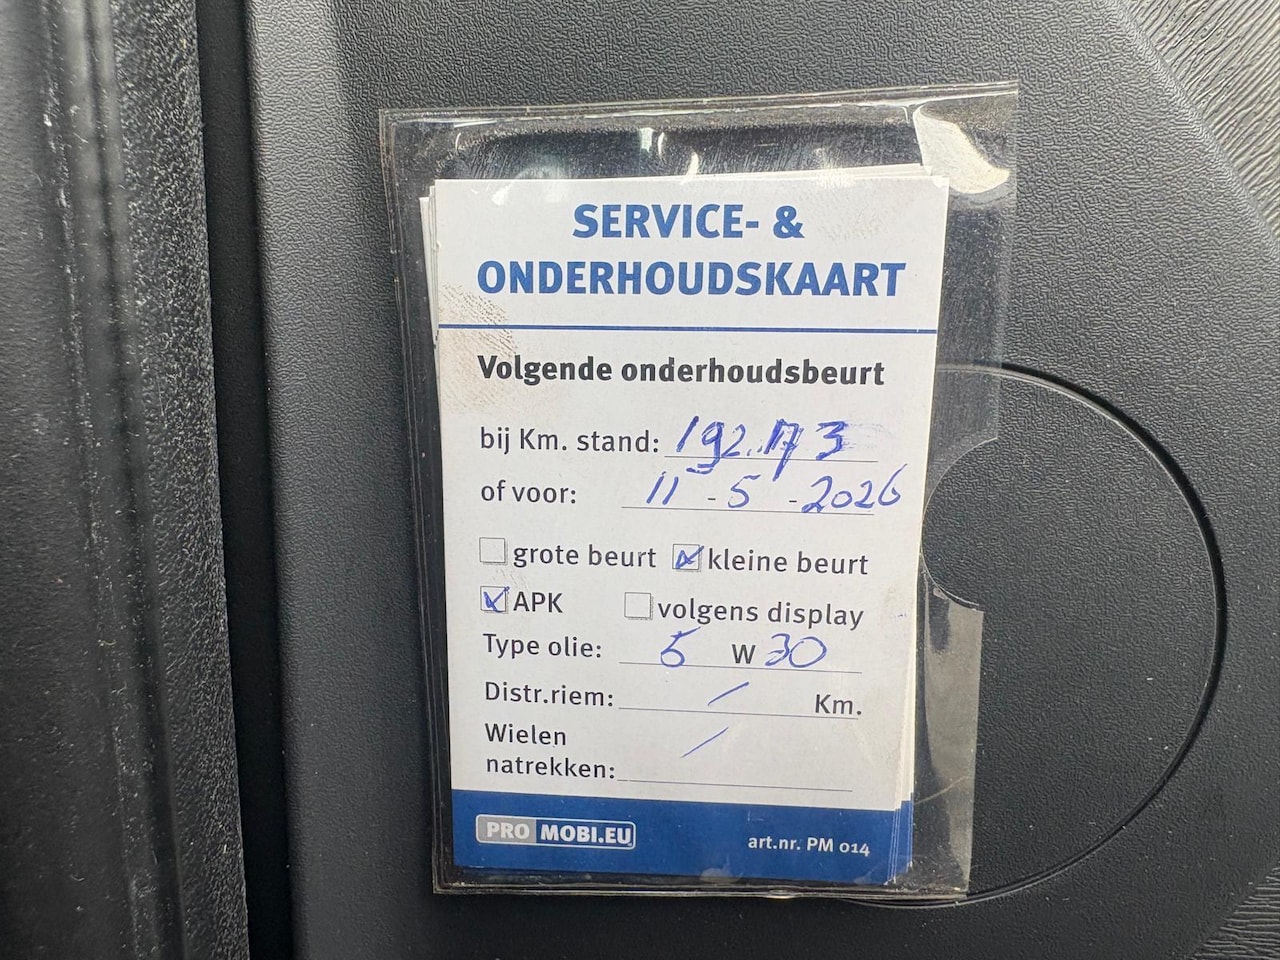 SERVICE- &
ONDERHOUDSKAART
Volgende onderhoudsbeurt
bij Km. stand: 192.173
of voor: 11-5-2026
grote beurt kleine beurt
APK volgens display
Type olie: 5 W 30
Distr.riem: / Km.
Wielen /
natrekken:
PRO MOBI.EU art.nr. PM 014